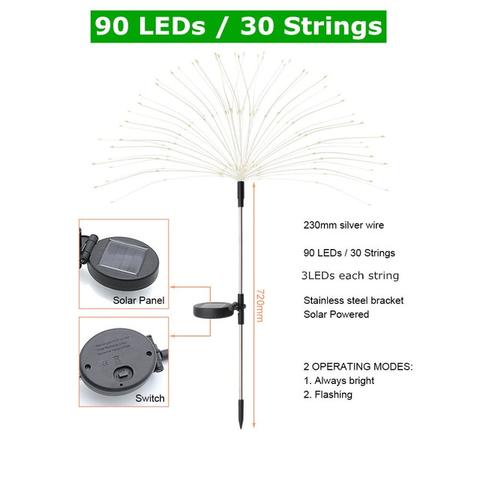 90 LEDs / 30 Strings
230mm silver wire
90 LEDs / 30 Strings
3LEDs each string
Stainless steel bracket
Solar Powered
720mm
Solar Panel
Switch
2 OPERATING MODES:
1. Always bright
2. Flashing